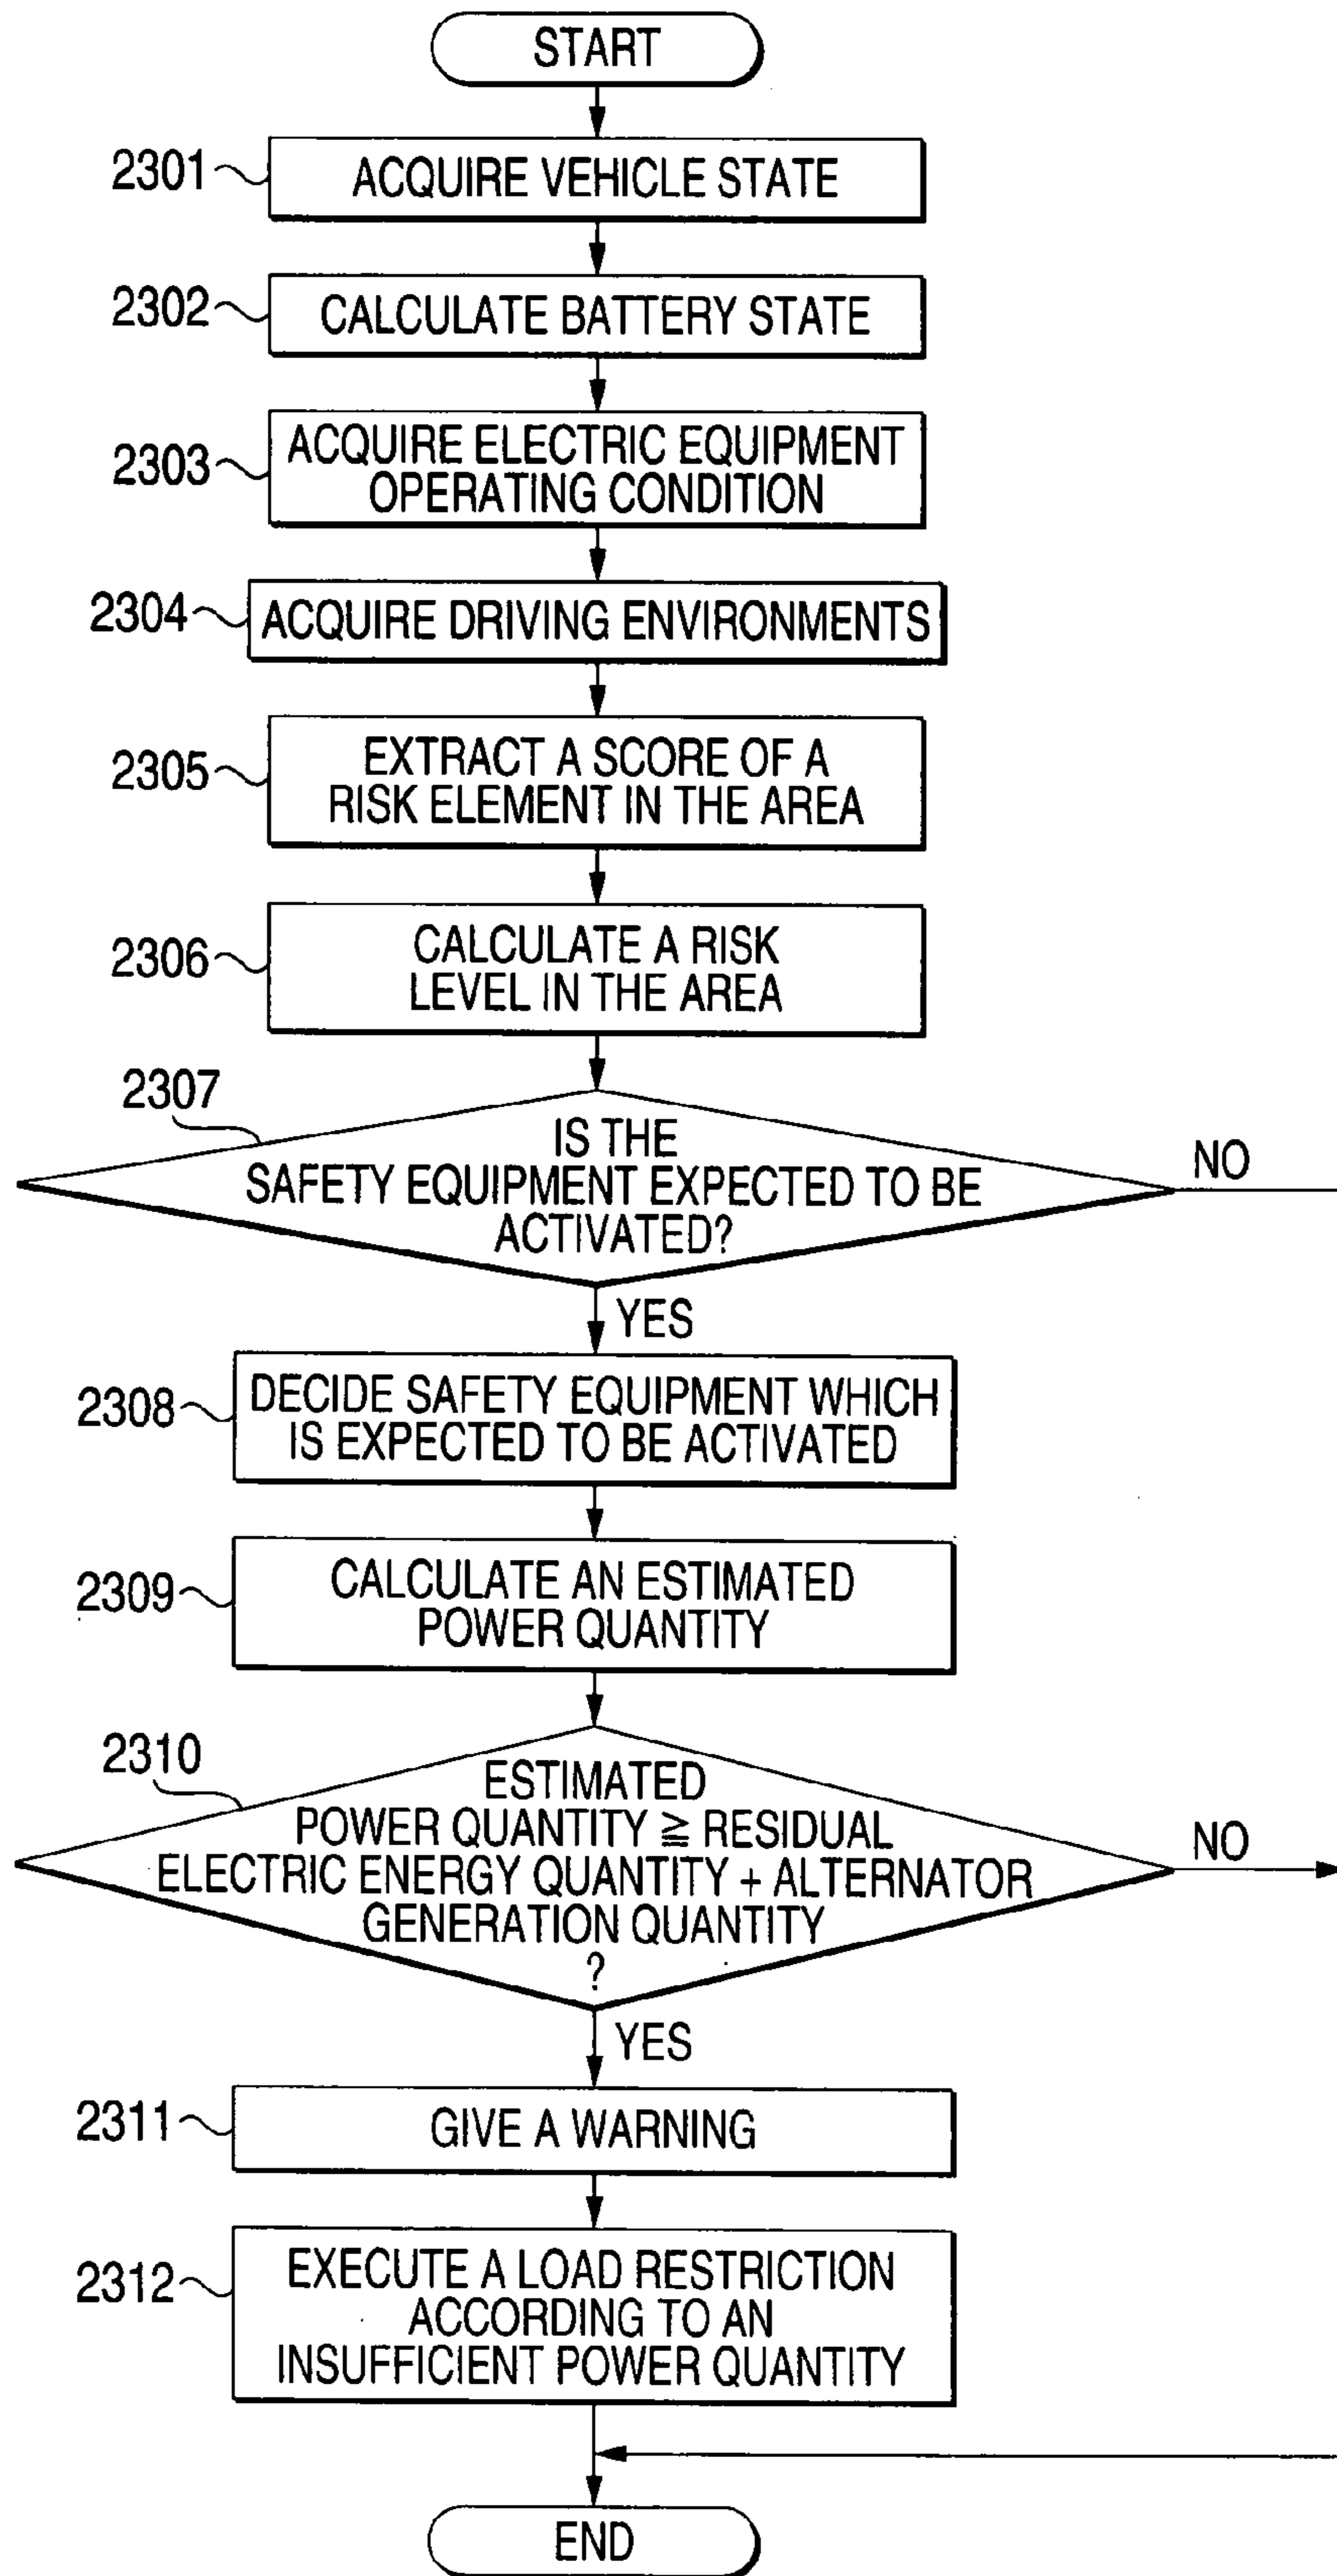 START
2301
ACQUIRE VEHICLE STATE
2302
CALCULATE BATTERY STATE
2303
ACQUIRE ELECTRIC EQUIPMENT
OPERATING CONDITION
2304
ACQUIRE DRIVING ENVIRONMENTS
2305
EXTRACT A SCORE OF A
RISK ELEMENT IN THE AREA
2306
CALCULATE A RISK
LEVEL IN THE AREA
2307
IS THE
SAFETY EQUIPMENT EXPECTED TO BE
ACTIVATED?
NO
YES
2308
DECIDE SAFETY EQUIPMENT WHICH
IS EXPECTED TO BE ACTIVATED
2309
CALCULATE AN ESTIMATED
POWER QUANTITY
2310
ESTIMATED
POWER QUANTITY ≧ RESIDUAL
ELECTRIC ENERGY QUANTITY + ALTERNATOR
GENERATION QUANTITY
?
NO
YES
2311
GIVE A WARNING
2312
EXECUTE A LOAD RESTRICTION
ACCORDING TO AN
INSUFFICIENT POWER QUANTITY
END